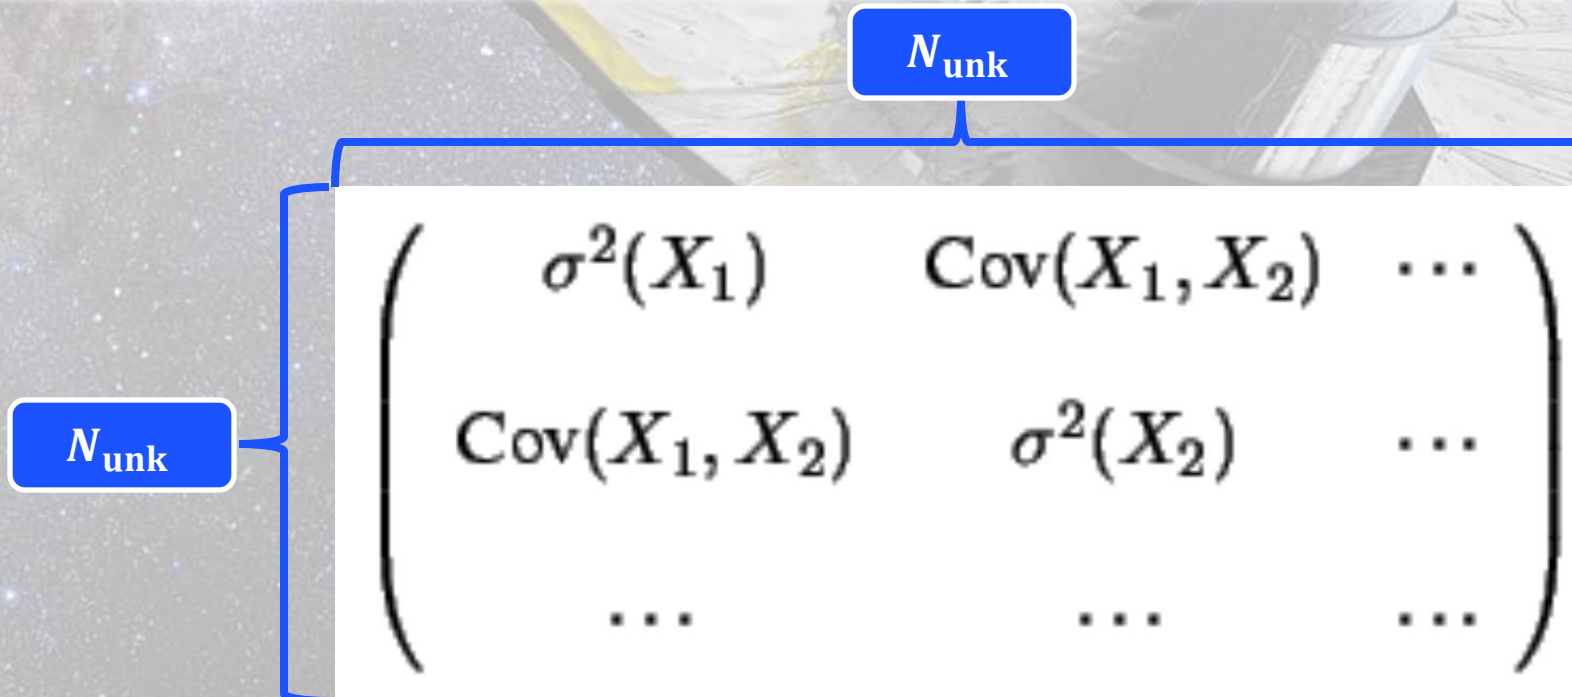 N_unk
N_unk
σ²(X₁) Cov(X₁, X₂) ⋯
Cov(X₁, X₂) σ²(X₂) ⋯
⋯ ⋯ ⋯